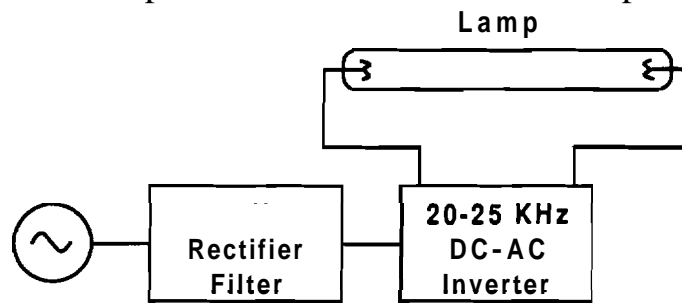 Lamp
20-25 KHz
DC-AC
Inverter
Rectifier
Filter